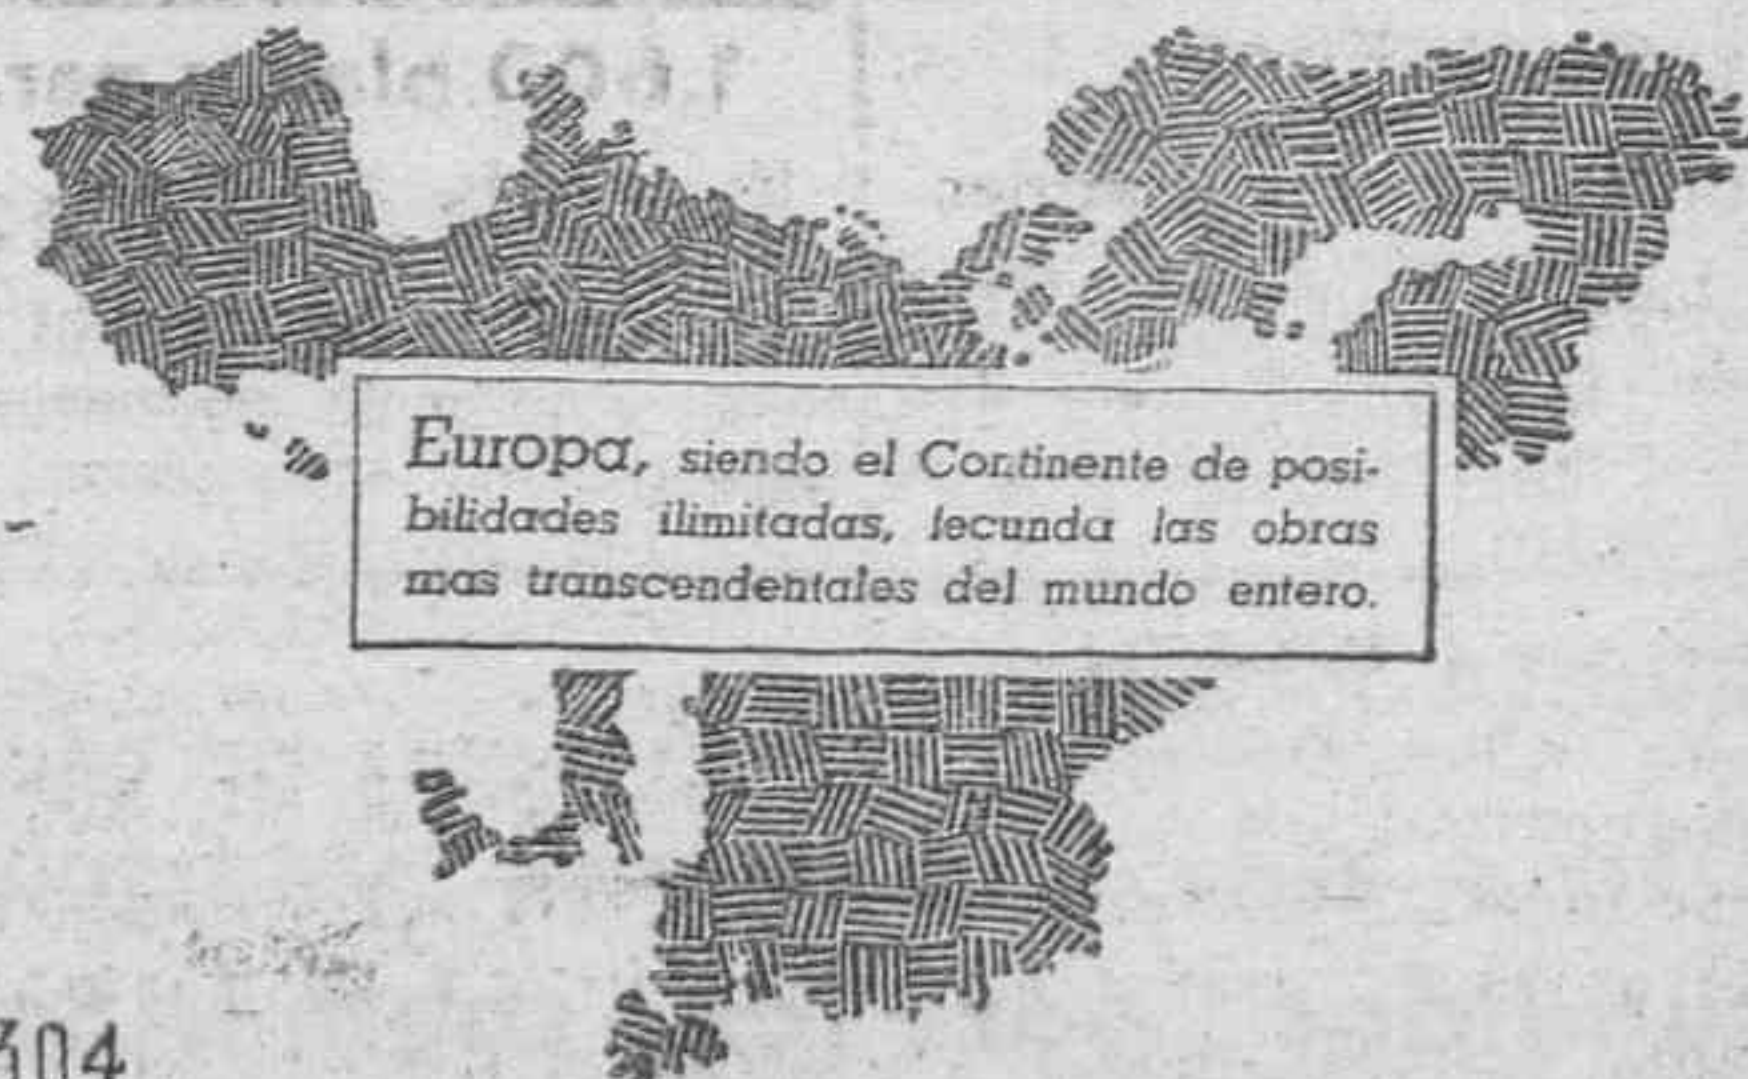 Europa, siendo el Continente de posi-
bilidades ilimitadas, fecunda las obras
mas transcendentales del mundo entero.
304